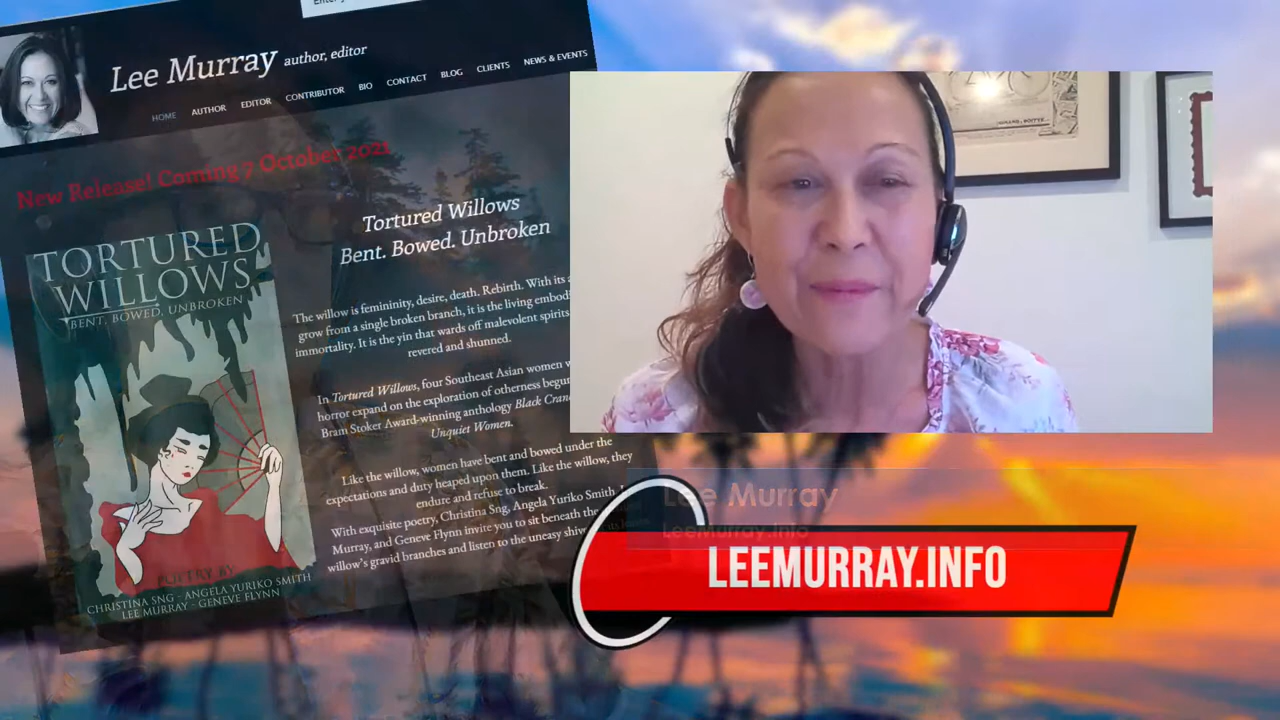 Lee Murray author, editor
HOME AUTHOR EDITOR CONTRIBUTOR BIO CONTACT BLOG CLIENTS NEWS & EVENTS
New Release! Coming 7 October 2021
TORTURED
WILLOWS
BENT. BOWED. UNBROKEN
POETRY BY
CHRISTINA SNG - ANGELA YURIKO SMITH
LEE MURRAY - GENEVE FLYNN
Tortured Willows
Bent. Bowed. Unbroken
The willow is femininity, desire, death. Rebirth. With its
grow from a single broken branch, it is the living
immortality. It is the yin that wards off malevolent spirits
revered and shunned.
In Tortured Willows, four Southeast Asian women
horror expand on the exploration of otherness
Bram Stoker Award-winning anthology Black
Unquiet Women.
Like the willow, women have bent and bowed under the
expectations and duty heaped upon them. Like the willow, they
endure and refuse to break.
With exquisite poetry, Christina Sng, Angela Yuriko Smith,
Murray, and Geneve Flynn invite you to sit beneath the
willow's gravid branches and listen to the uneasy
Lee Murray
LeeMurray.info
LEEMURRAY.INFO